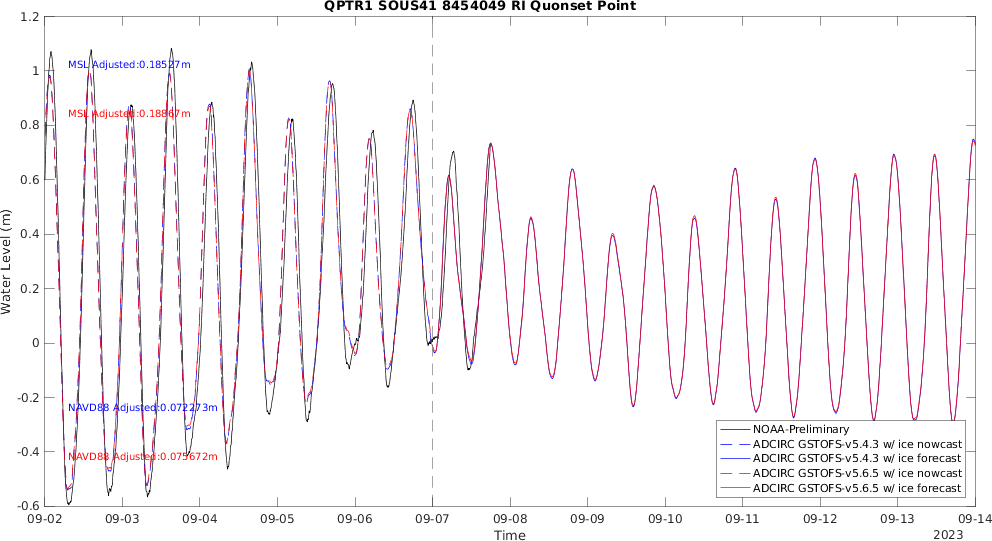 QPTR1 SOUS41 8454049 RI Quonset Point
1.2
1
0.8
0.6
0.4
0.2
0
-0.2
-0.4
-0.6
Water Level (m)
MSL Adjusted:0.18527m
MSL Adjusted:0.18867m
NAVD88 Adjusted:0.072273m
NAVD88 Adjusted:0.075672m
NOAA-Preliminary
ADCIRC GSTOFS-v5.4.3 w/ ice nowcast
ADCIRC GSTOFS-v5.4.3 w/ ice forecast
ADCIRC GSTOFS-v5.6.5 w/ ice nowcast
ADCIRC GSTOFS-v5.6.5 w/ ice forecast
09-02 09-03 09-04 09-05 09-06 09-07 09-08 09-09 09-10 09-11 09-12 09-13 09-14
Time
2023